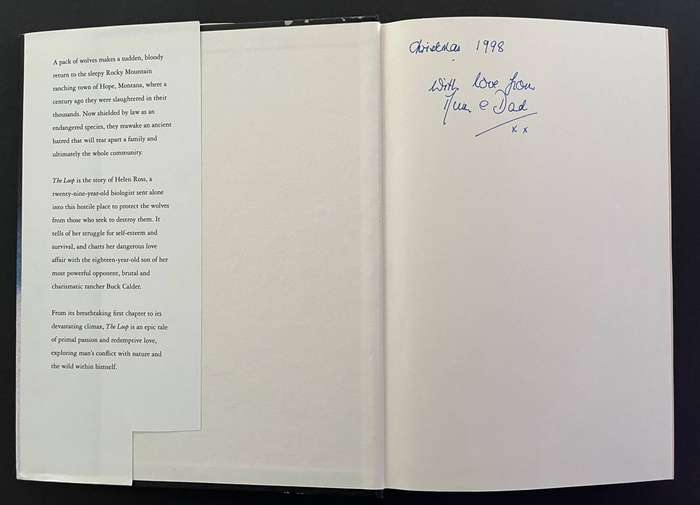 A pack of wolves makes a sudden, bloody
return to the sleepy Rocky Mountain
ranching town of Hope, Montana, where a
century ago they were slaughtered in their
thousands. Now shielded by law as an
endangered species, they reawake an ancient
hatred that will tear apart a family and
ultimately the whole community.
The Loop is the story of Helen Ross, a
twenty-nine-year-old biologist sent alone
into this hostile place to protect the wolves
from those who seek to destroy them. It
tells of her struggle for self-esteem and
survival, and charts her dangerous love
affair with the eighteen-year-old son of her
most powerful opponent, brutal and
charismatic rancher Buck Calder.
From its breathtaking first chapter to its
devastating climax, The Loop is an epic tale
of primal passion and redemptive love,
exploring man's conflict with nature and
the wild within himself.
Christmas 1998
With love from
Mum & Dad
x x